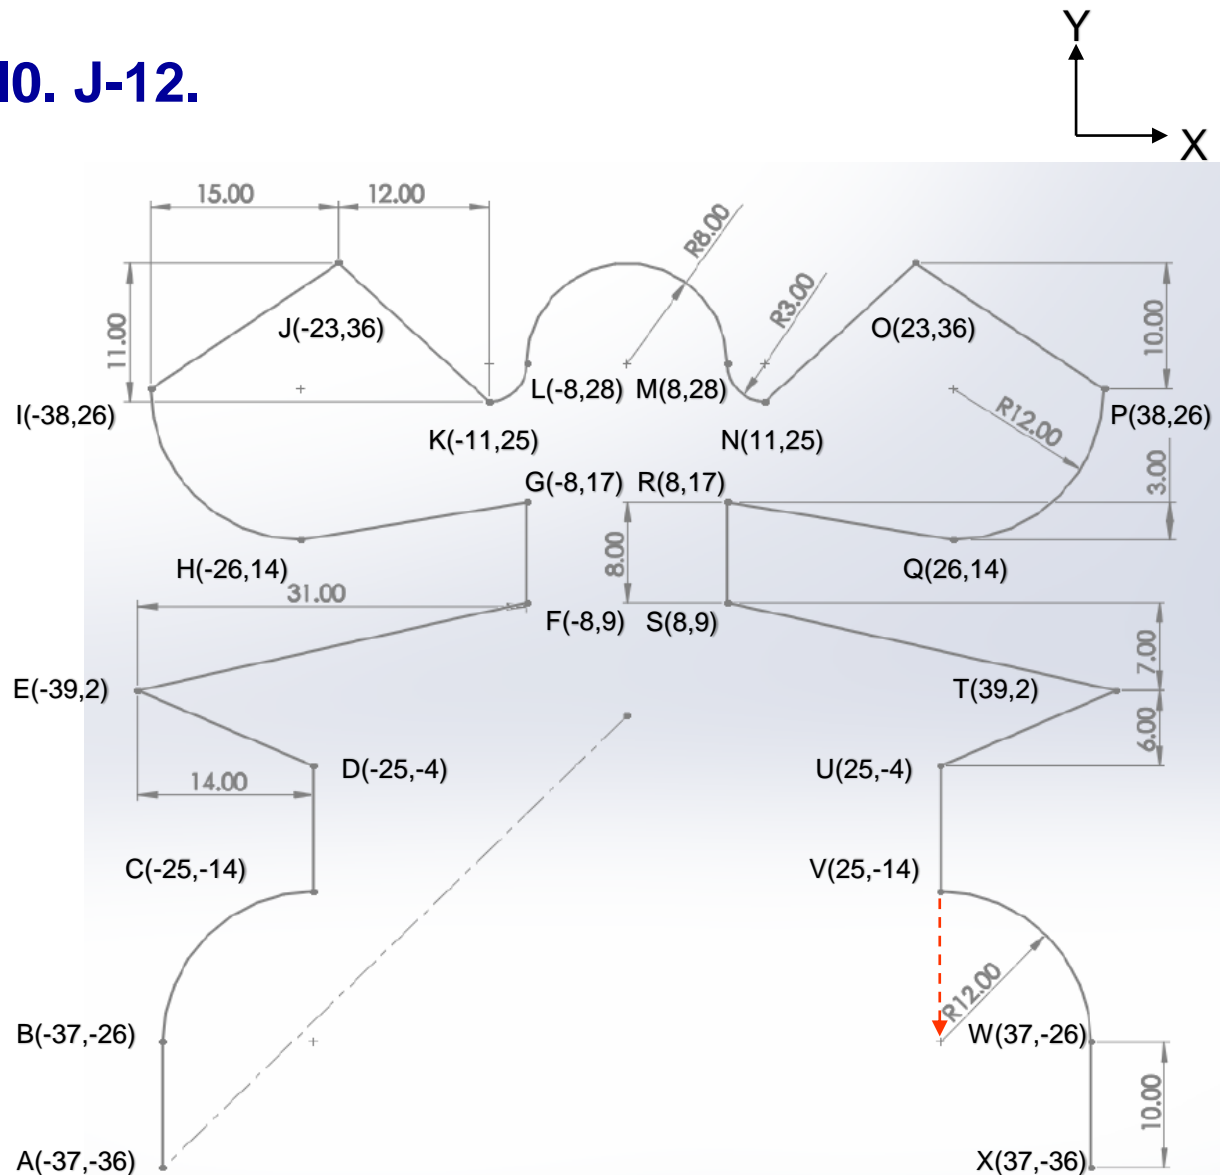 Y
I0. J-12.
X
15.00
12.00
R8.00
R3.00
11.00
J(-23,36)
O(23,36)
10.00
L(-8,28)
M(8,28)
I(-38,26)
R12.00
P(38,26)
K(-11,25)
N(11,25)
3.00
G(-8,17)
R(8,17)
8.00
H(-26,14)
Q(26,14)
31.00
F(-8,9)
S(8,9)
7.00
E(-39,2)
T(39,2)
6.00
D(-25,-4)
U(25,-4)
14.00
C(-25,-14)
V(25,-14)
R12.00
B(-37,-26)
W(37,-26)
10.00
A(-37,-36)
X(37,-36)